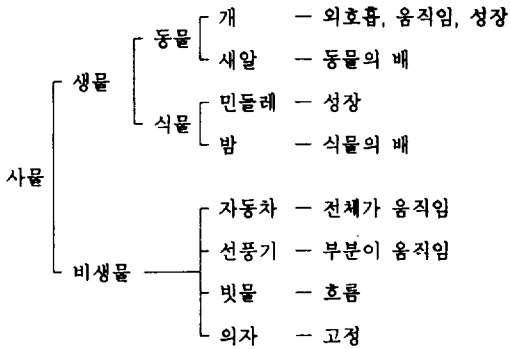 개 — 외호흡, 움직임, 성장
동물
새알 — 동물의 배
생물
민들레 — 성장
식물
밤 — 식물의 배
사물
자동차 — 전체가 움직임
선풍기 — 부분이 움직임
비생물
빗물 — 흐름
의자 — 고정